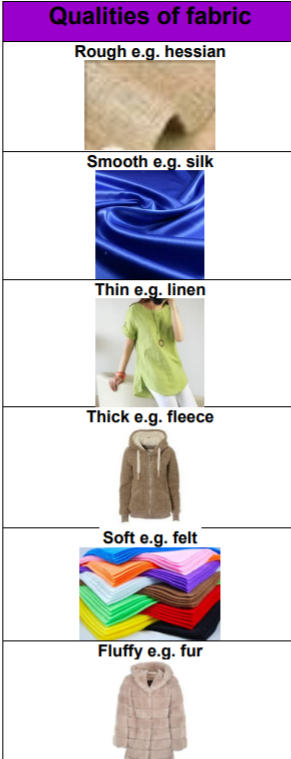 Qualities of fabric
Rough e.g. hessian
Smooth e.g. silk
Thin e.g. linen
Thick e.g. fleece
Soft e.g. felt
Fluffy e.g. fur